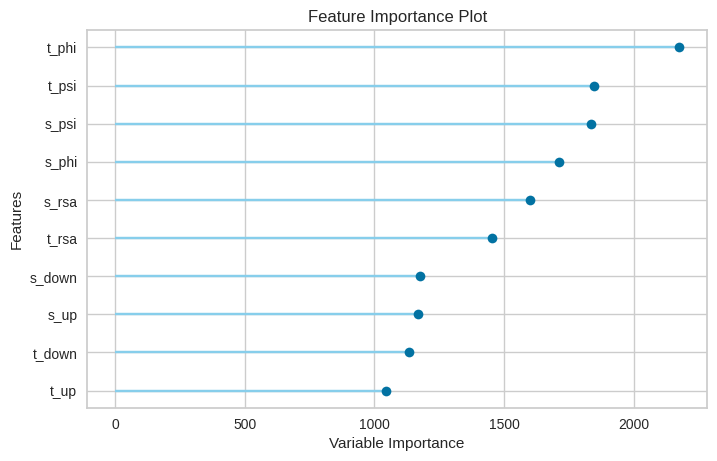 Feature Importance Plot
Features
t_phi
t_psi
s_psi
s_phi
s_rsa
t_rsa
s_down
s_up
t_down
t_up
0 500 1000 1500 2000
Variable Importance